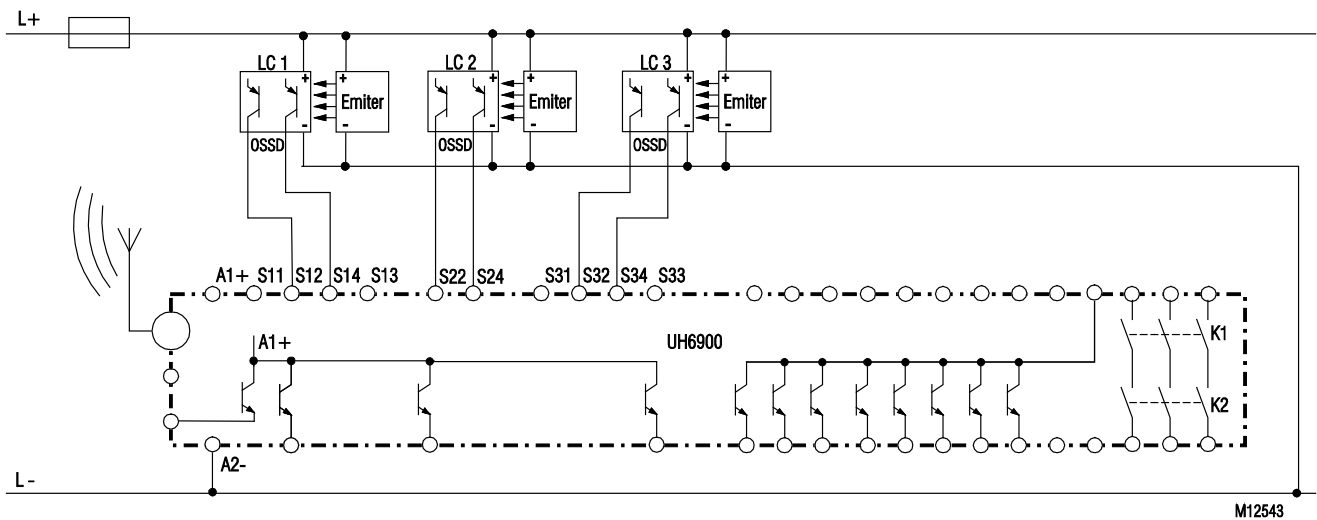 L+
LC 1
LC 2
LC 3
+ + Emiter - -
+ + Emiter - -
+ + Emiter - -
OSSD
OSSD
OSSD
A1+ S11 S12 S14 S13 S22 S24 S31 S32 S34 S33
A1+
UH6900
K1
K2
A2-
L -
M12543